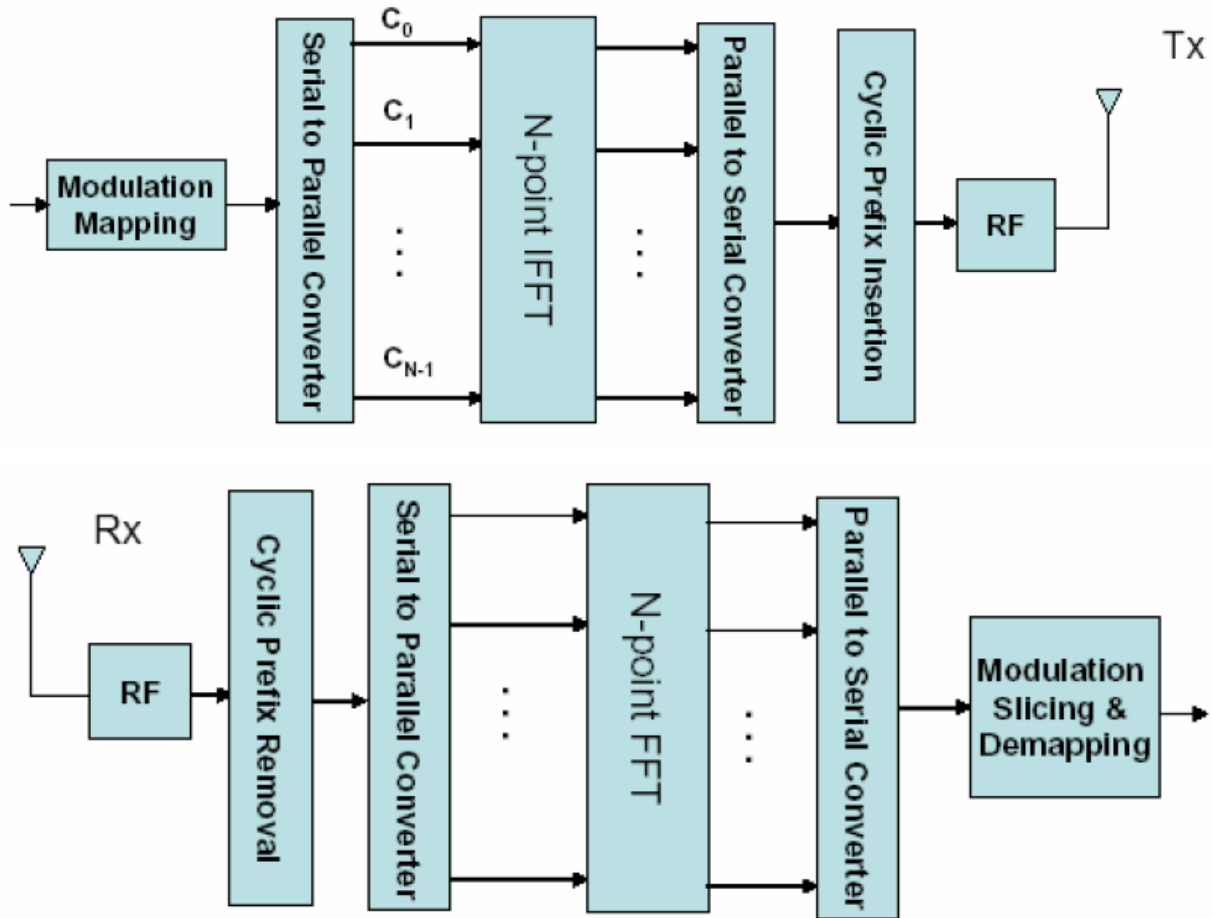 Tx
Modulation
Mapping
Serial to Parallel Converter
C0
C1
. . .
CN-1
N-point IFFT
. . .
Parallel to Serial Converter
Cyclic Prefix Insertion
RF
Rx
RF
Cyclic Prefix Removal
Serial to Parallel Converter
. . .
N-point FFT
. . .
Parallel to Serial Converter
Modulation
Slicing &
Demapping